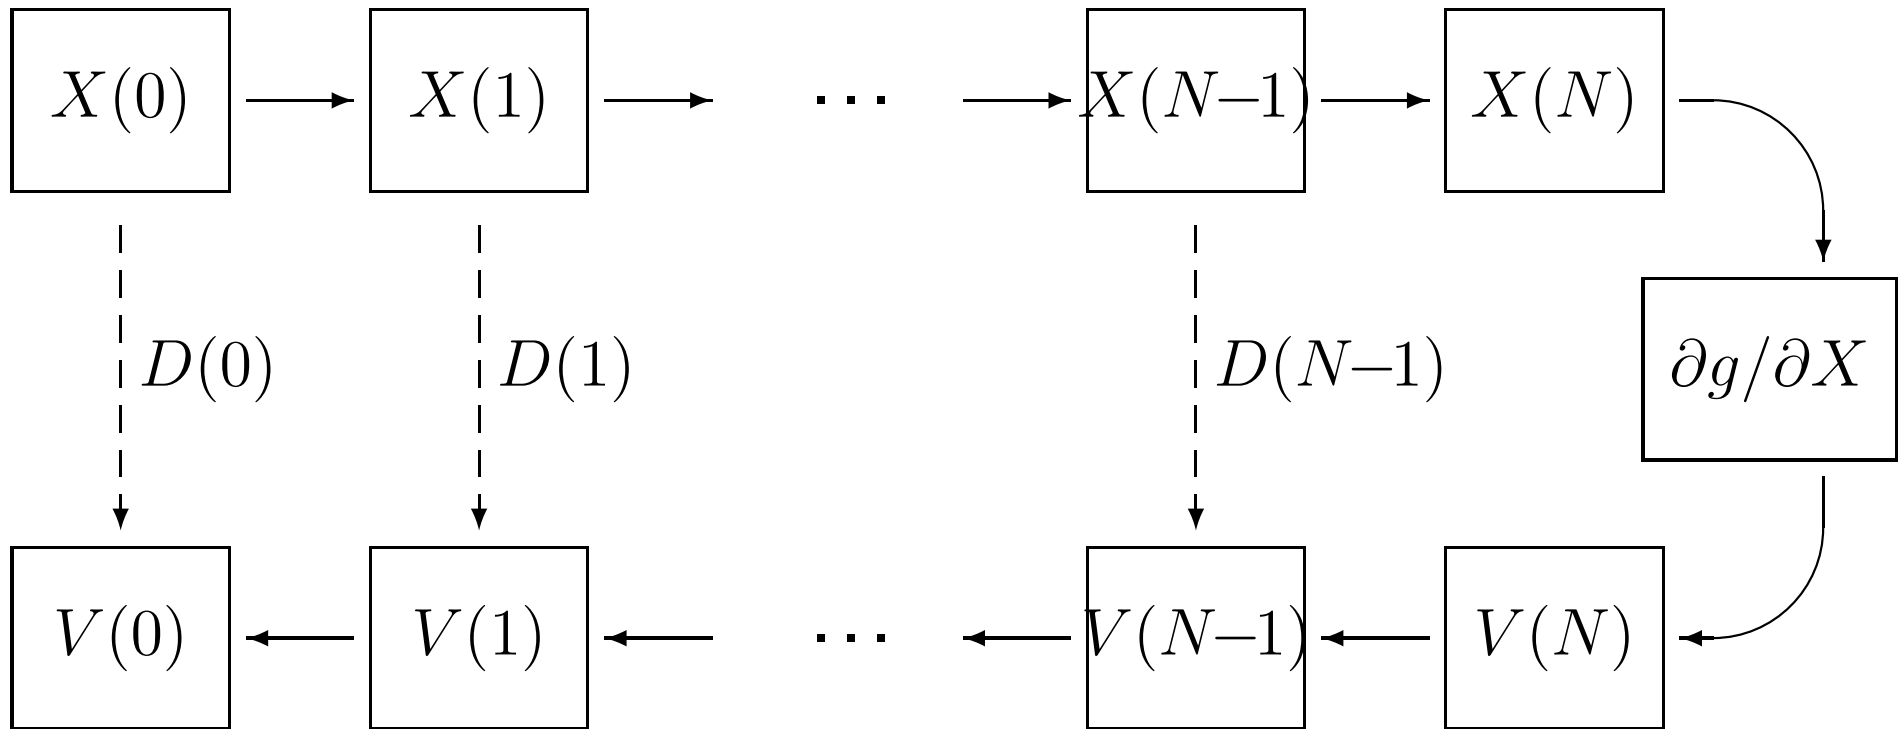 X(0) X(1) ··· X(N−1) X(N)
D(0) D(1) D(N−1) ∂g/∂X
V(0) V(1) ··· V(N−1) V(N)